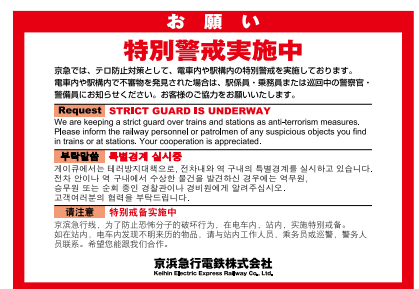 お願い
特別警戒実施中
京急では、テロ防止対策として、電車内や駅構内の特別警戒を実施しております。
電車内や駅構内で不審物を発見された場合は、駅係員・乗務員または巡回中の警察官・
警備員にお知らせください。お客様のご協力をお願いいたします。
Request STRICT GUARD IS UNDERWAY
We are keeping a strict guard over trains and stations as anti-terrorism measures.
Please inform the railway personnel or patrolmen of any suspicious objects you find
in trains or at stations. Your cooperation is appreciated.
부탁말씀 특별경계 실시중
게이큐에서는 테러방지대책으로, 전차내와 역 구내의 특별경계를 실시하고 있습니다.
전차 안이나 역 구내에서 수상한 물건을 발견하신 경우에는 역무원,
승무원 또는 순회 중인 경찰관이나 경비원에게 알려주십시오.
고객여러분의 협력을 부탁드립니다.
请注意 特别戒备实施中
京浜急行线，为了防止恐怖分子的破坏行为，在电车内、站内，实施特别戒备。
如在站内、电车内发现不明来历的物品，请与站内工作人员、乘务员或巡警、警务人
员联系。希望您能跟我们合作。
京浜急行電鉄株式会社
Keihin Electric Express Railway Co., Ltd.